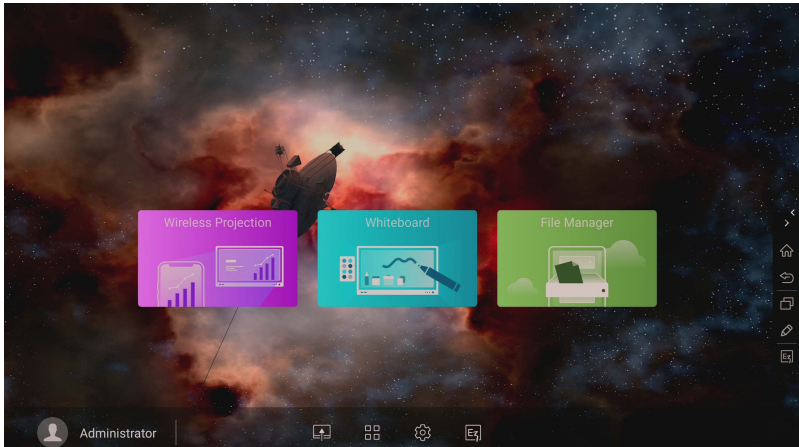 Wireless Projection
Whiteboard
File Manager
Administrator